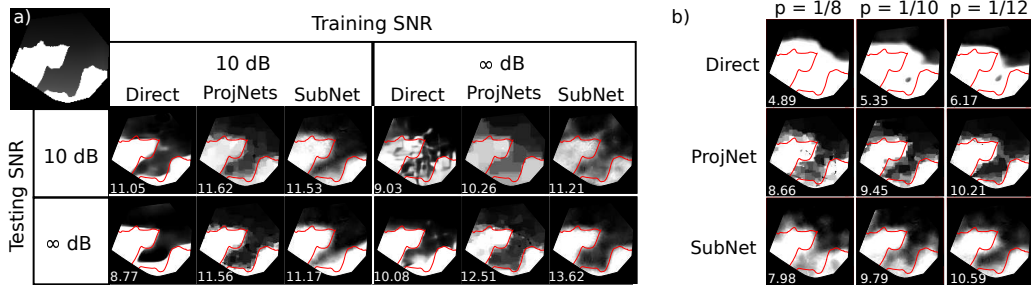 a)
Training SNR
10 dB
∞ dB
Direct ProjNets SubNet Direct ProjNets SubNet
Testing SNR
10 dB
11.05 11.62 11.53 9.03 10.26 11.21
∞ dB
8.77 11.56 11.17 10.08 12.51 13.62
b)
p = 1/8 p = 1/10 p = 1/12
Direct
4.89 5.35 6.17
ProjNet
8.66 9.45 10.21
SubNet
7.98 9.79 10.59